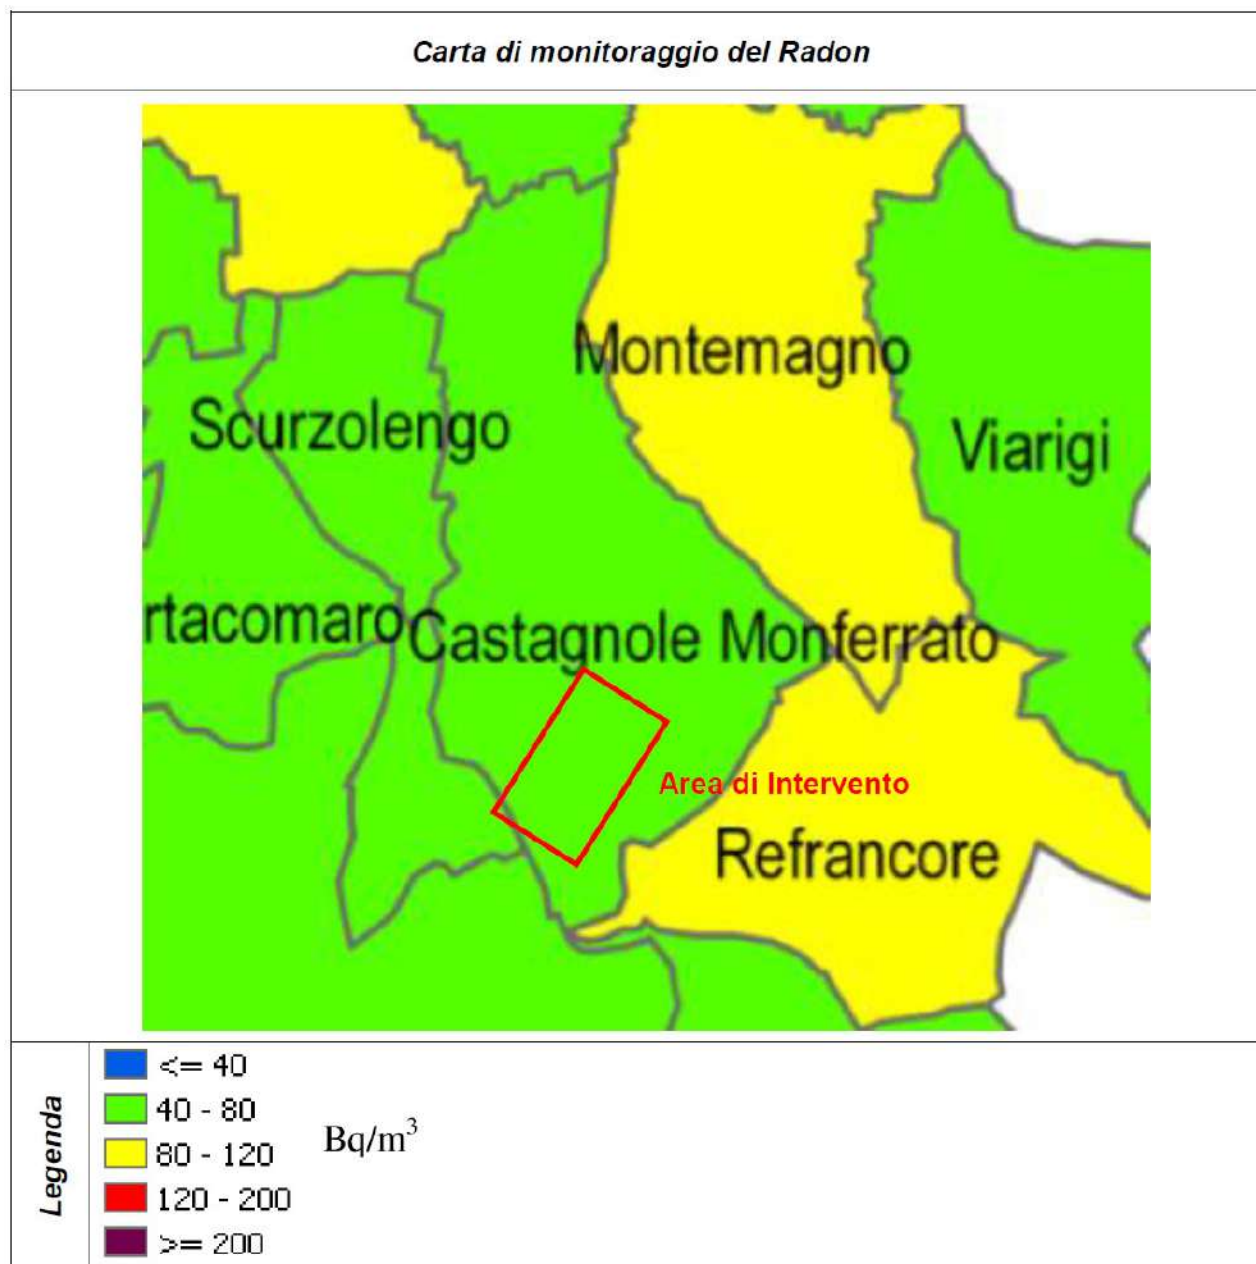 Carta di monitoraggio del Radon
Montemagno
Scurzolengo
Viarigi
rtacomaro
Castagnole Monferrato
Area di Intervento
Refrancore
Legenda
<= 40
40 - 80
80 - 120
120 - 200
>= 200
Bq/m³